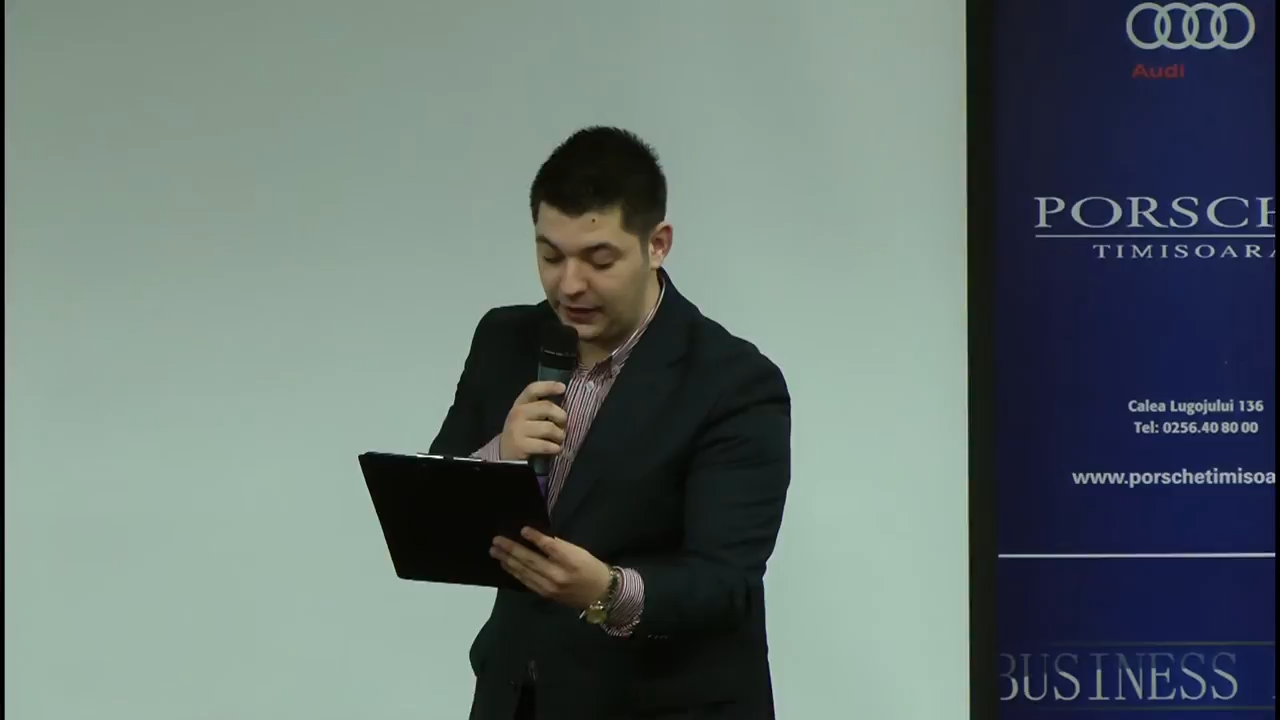 Audi
PORSCH
TIMISOARA
Calea Lugojului 136
Tel: 0256.40 80 00
www.porschetimisoa
BUSINESS